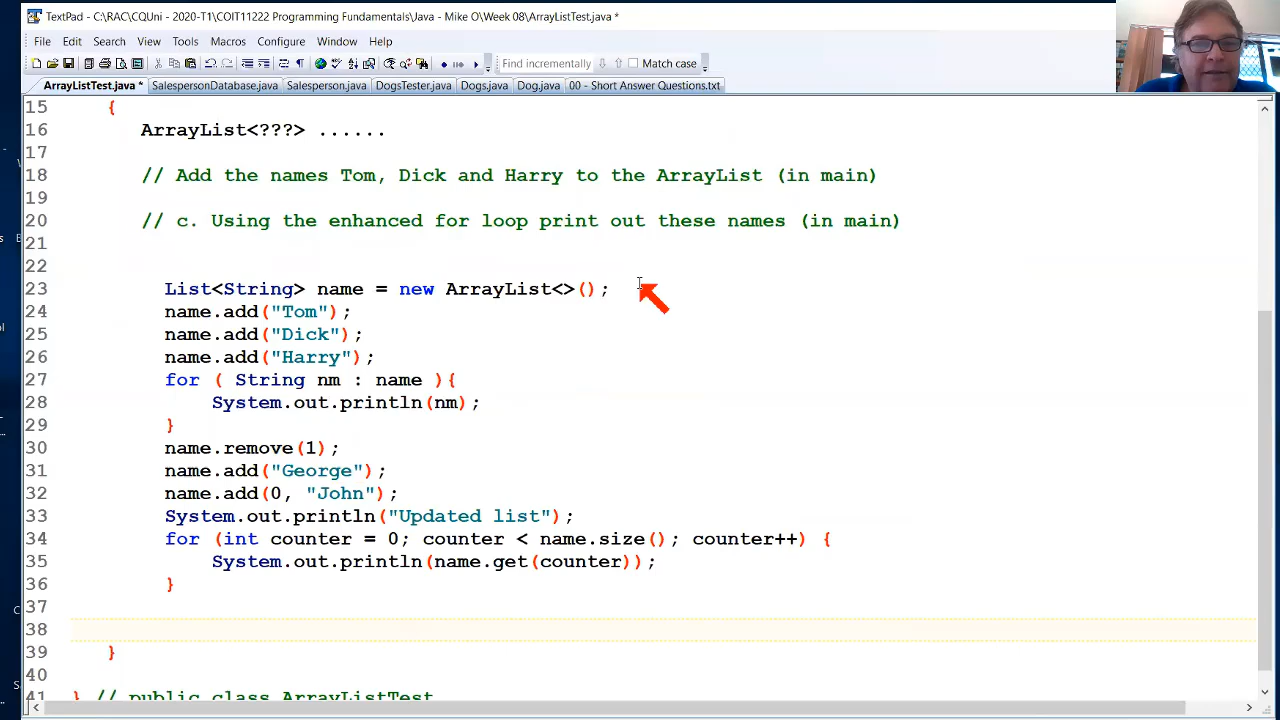 TextPad - C:\RAC\CQUni - 2020-T1\COIT11222 Programming Fundamentals\Java - Mike O\Week 08\ArrayListTest.java *
File Edit Search View Tools Macros Configure Window Help
Find incrementally Match case
ArrayListTest.java * SalespersonDatabase.java Salesperson.java DogsTester.java Dogs.java Dog.java 00 - Short Answer Questions.txt
15 {
16 ArrayList<???> ......
17
18 // Add the names Tom, Dick and Harry to the ArrayList (in main)
19
20 // c. Using the enhanced for loop print out these names (in main)
21
22
23 List<String> name = new ArrayList<>();
24 name.add("Tom");
25 name.add("Dick");
26 name.add("Harry");
27 for ( String nm : name ){
28 System.out.println(nm);
29 }
30 name.remove(1);
31 name.add("George");
32 name.add(0, "John");
33 System.out.println("Updated list");
34 for (int counter = 0; counter < name.size(); counter++) {
35 System.out.println(name.get(counter));
36 }
37
38
39 }
40
41 } // public class ArrayListTest